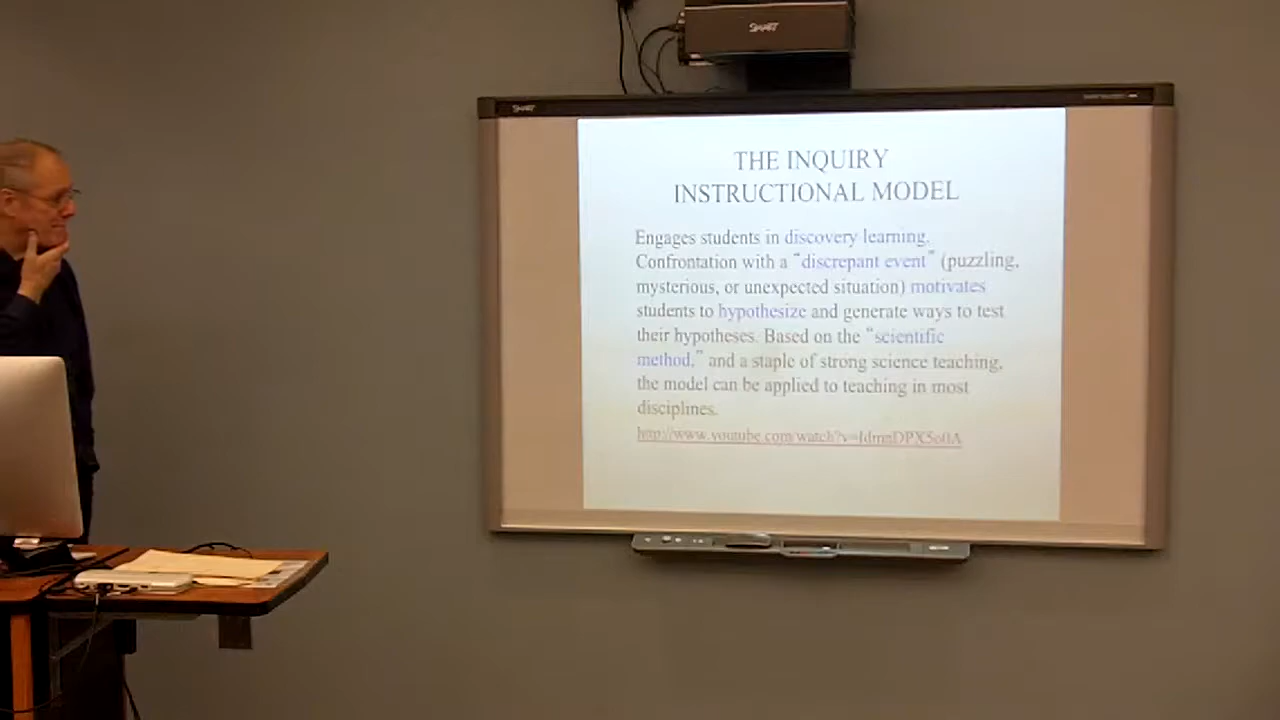 SMART
SMART
THE INQUIRY
INSTRUCTIONAL MODEL
Engages students in discovery learning.
Confrontation with a “discrepant event” (puzzling,
mysterious, or unexpected situation) motivates
students to hypothesize and generate ways to test
their hypotheses. Based on the “scientific
method,” and a staple of strong science teaching,
the model can be applied to teaching in most
disciplines.